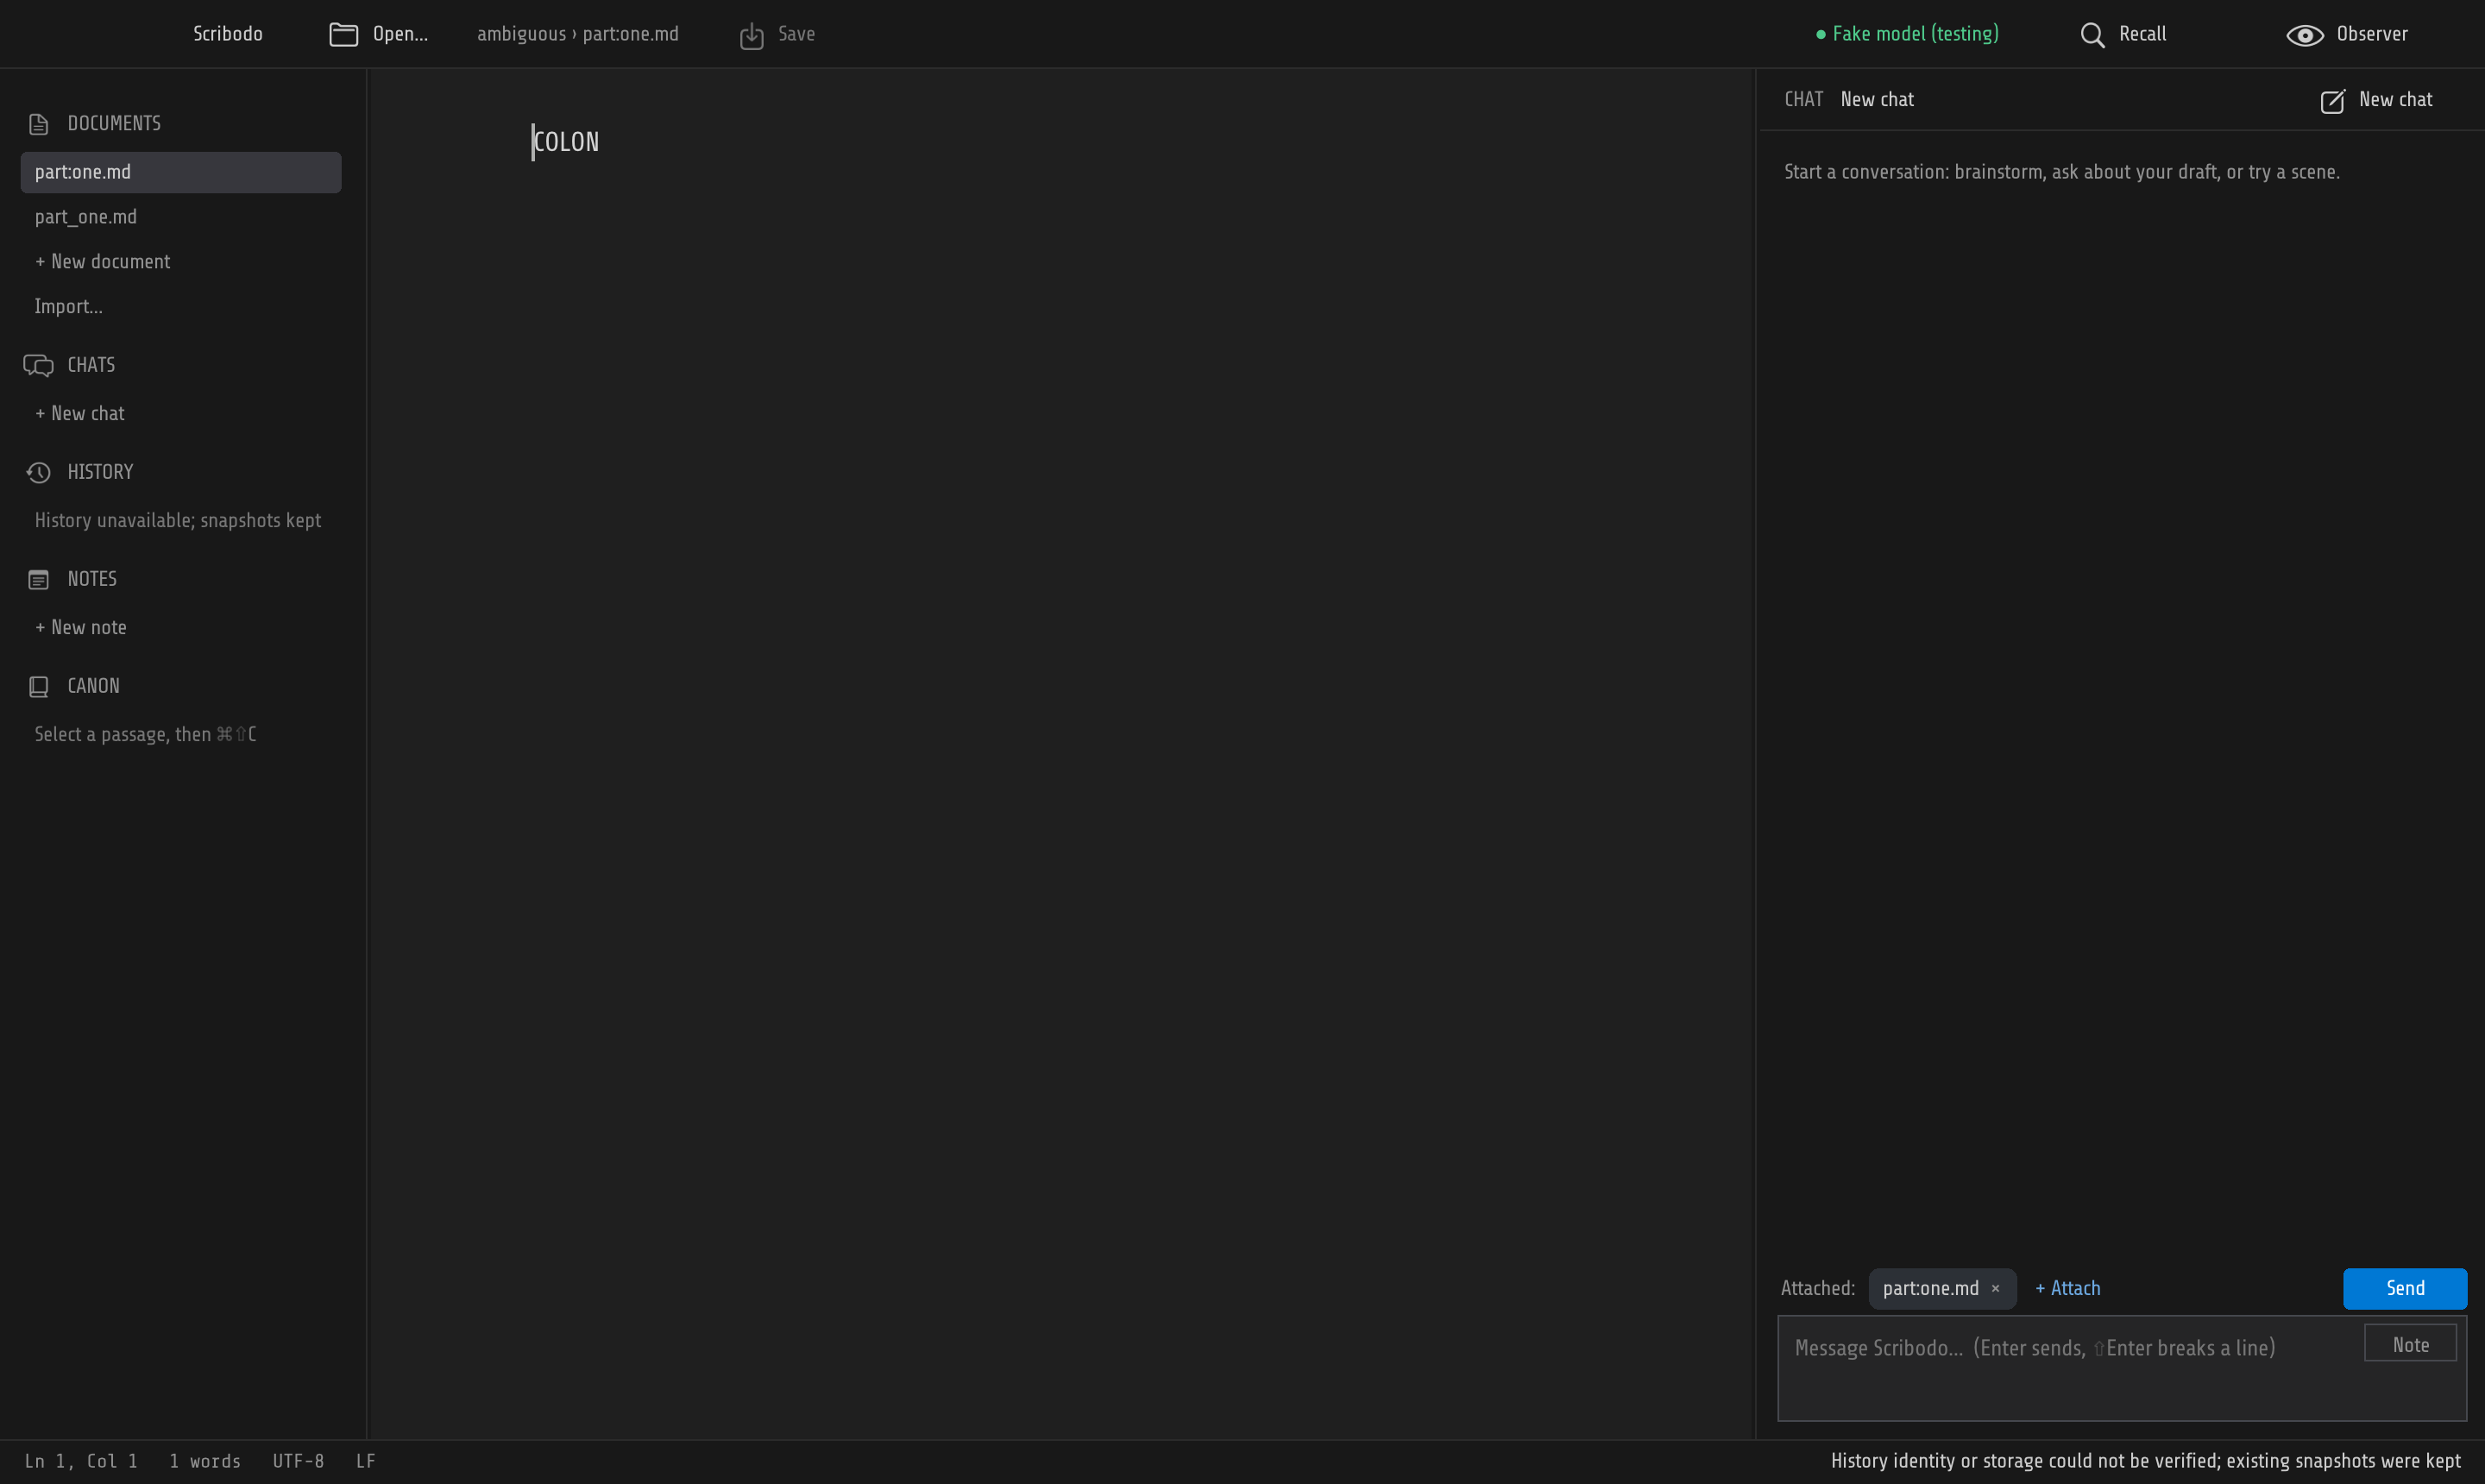 Scribodo Open... ambiguous › part:one.md Save ● Fake model (testing) Recall Observer
DOCUMENTS
part:one.md
part_one.md
+ New document
Import...
CHATS
+ New chat
HISTORY
History unavailable; snapshots kept
NOTES
+ New note
CANON
Select a passage, then ⌘⇧C
COLON
CHAT New chat New chat
Start a conversation: brainstorm, ask about your draft, or try a scene.
Attached: part:one.md × + Attach Send
Message Scribodo... (Enter sends, ⇧Enter breaks a line) Note
Ln 1, Col 1 1 words UTF-8 LF History identity or storage could not be verified; existing snapshots were kept